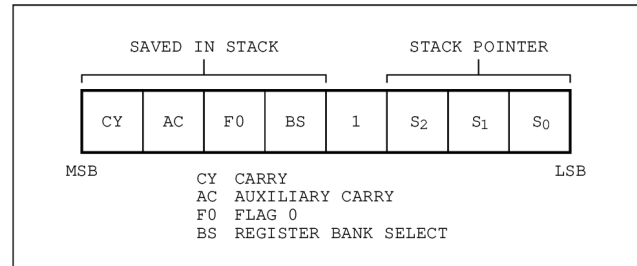 SAVED IN STACK STACK POINTER
CY AC F0 BS 1 S2 S1 S0
MSB LSB
CY CARRY
AC AUXILIARY CARRY
F0 FLAG 0
BS REGISTER BANK SELECT